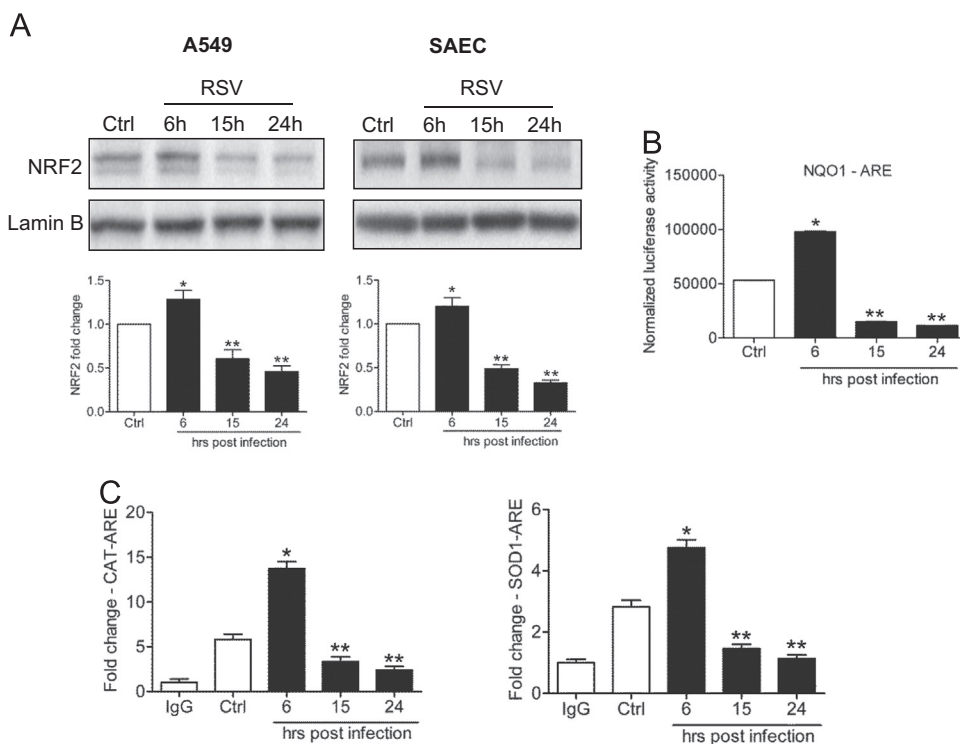 A
A549
SAEC
RSV
RSV
Ctrl 6h 15h 24h
Ctrl 6h 15h 24h
NRF2
Lamin B
NRF2 fold change
1.5
1.0
0.5
0.0
*
**
**
Ctrl 6 15 24
hrs post infection
NRF2 fold change
1.5
1.0
0.5
0.0
*
**
**
Ctrl 6 15 24
hrs post infection
B
NQO1 - ARE
Normalized luciferase activity
150000
100000
50000
0
*
**
**
Ctrl 6 15 24
hrs post infection
C
Fold change - CAT-ARE
20
15
10
5
0
*
**
**
IgG Ctrl 6 15 24
hrs post infection
Fold change - SOD1-ARE
6
4
2
0
*
**
**
IgG Ctrl 6 15 24
hrs post infection